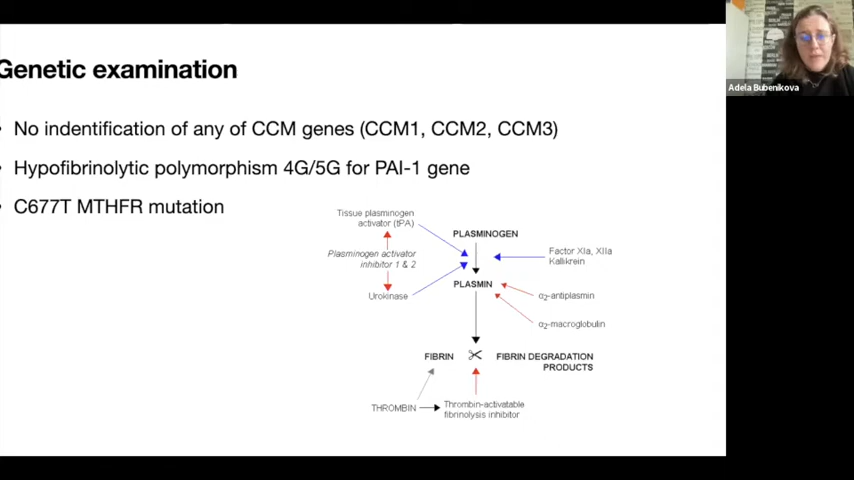 Genetic examination
No indentification of any of CCM genes (CCM1, CCM2, CCM3)
Hypofibrinolytic polymorphism 4G/5G for PAI-1 gene
C677T MTHFR mutation
Tissue plasminogen
activator (tPA)
PLASMINOGEN
Plasminogen activator
inhibitor 1 & 2
Factor XIa, XIIa
Kallikrein
Urokinase
PLASMIN
α2-antiplasmin
α2-macroglobulin
FIBRIN
FIBRIN DEGRADATION
PRODUCTS
THROMBIN
Thrombin-activatable
fibrinolysis inhibitor
Adela Bubenikova